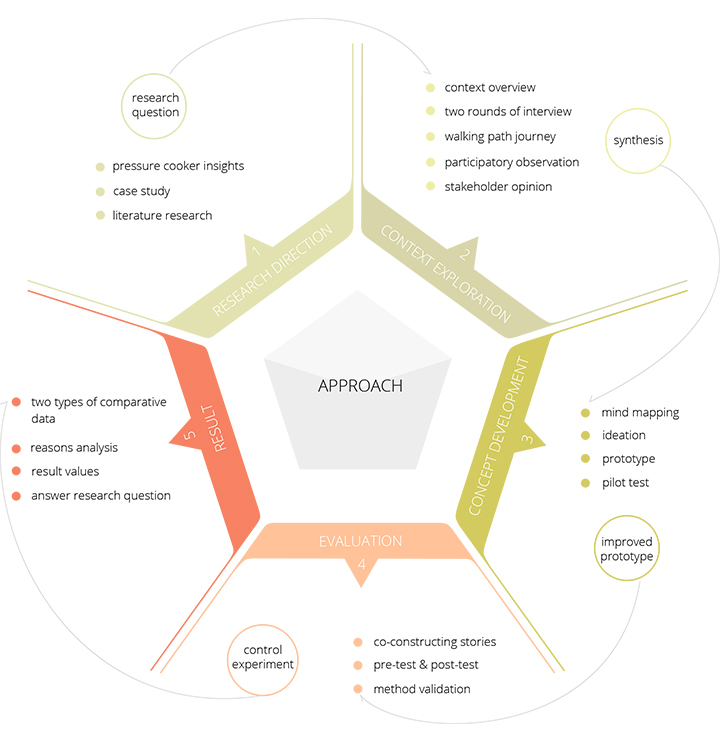 research
question
pressure cooker insights
case study
literature research
1
RESEARCH DIRECTION
context overview
two rounds of interview
walking path journey
participatory observation
stakeholder opinion
synthesis
2
CONTEXT EXPLORATION
APPROACH
3
CONCEPT DEVELOPMENT
mind mapping
ideation
prototype
pilot test
improved
prototype
EVALUATION
4
co-constructing stories
pre-test & post-test
method validation
control
experiment
5
RESULT
two types of comparative
data
reasons analysis
result values
answer research question